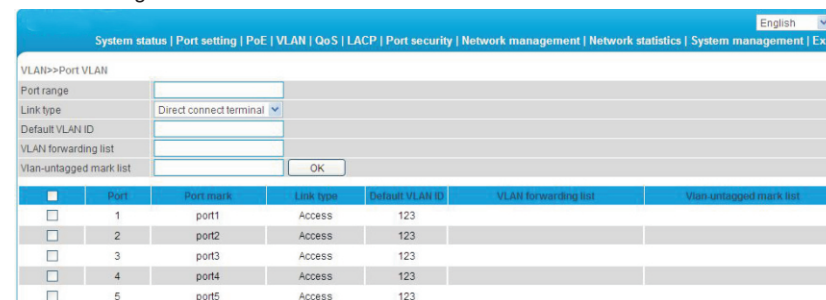 English
System status | Port setting | PoE | VLAN | QoS | LACP | Port security | Network management | Network statistics | System management | Ex
VLAN>>Port VLAN
Port range
Link type Direct connect terminal
Default VLAN ID
VLAN forwarding list
Vlan-untagged mark list OK
Port Port mark Link type Default VLAN ID VLAN forwarding list Vlan-untagged mark list
1 port1 Access 123
2 port2 Access 123
3 port3 Access 123
4 port4 Access 123
5 port5 Access 123